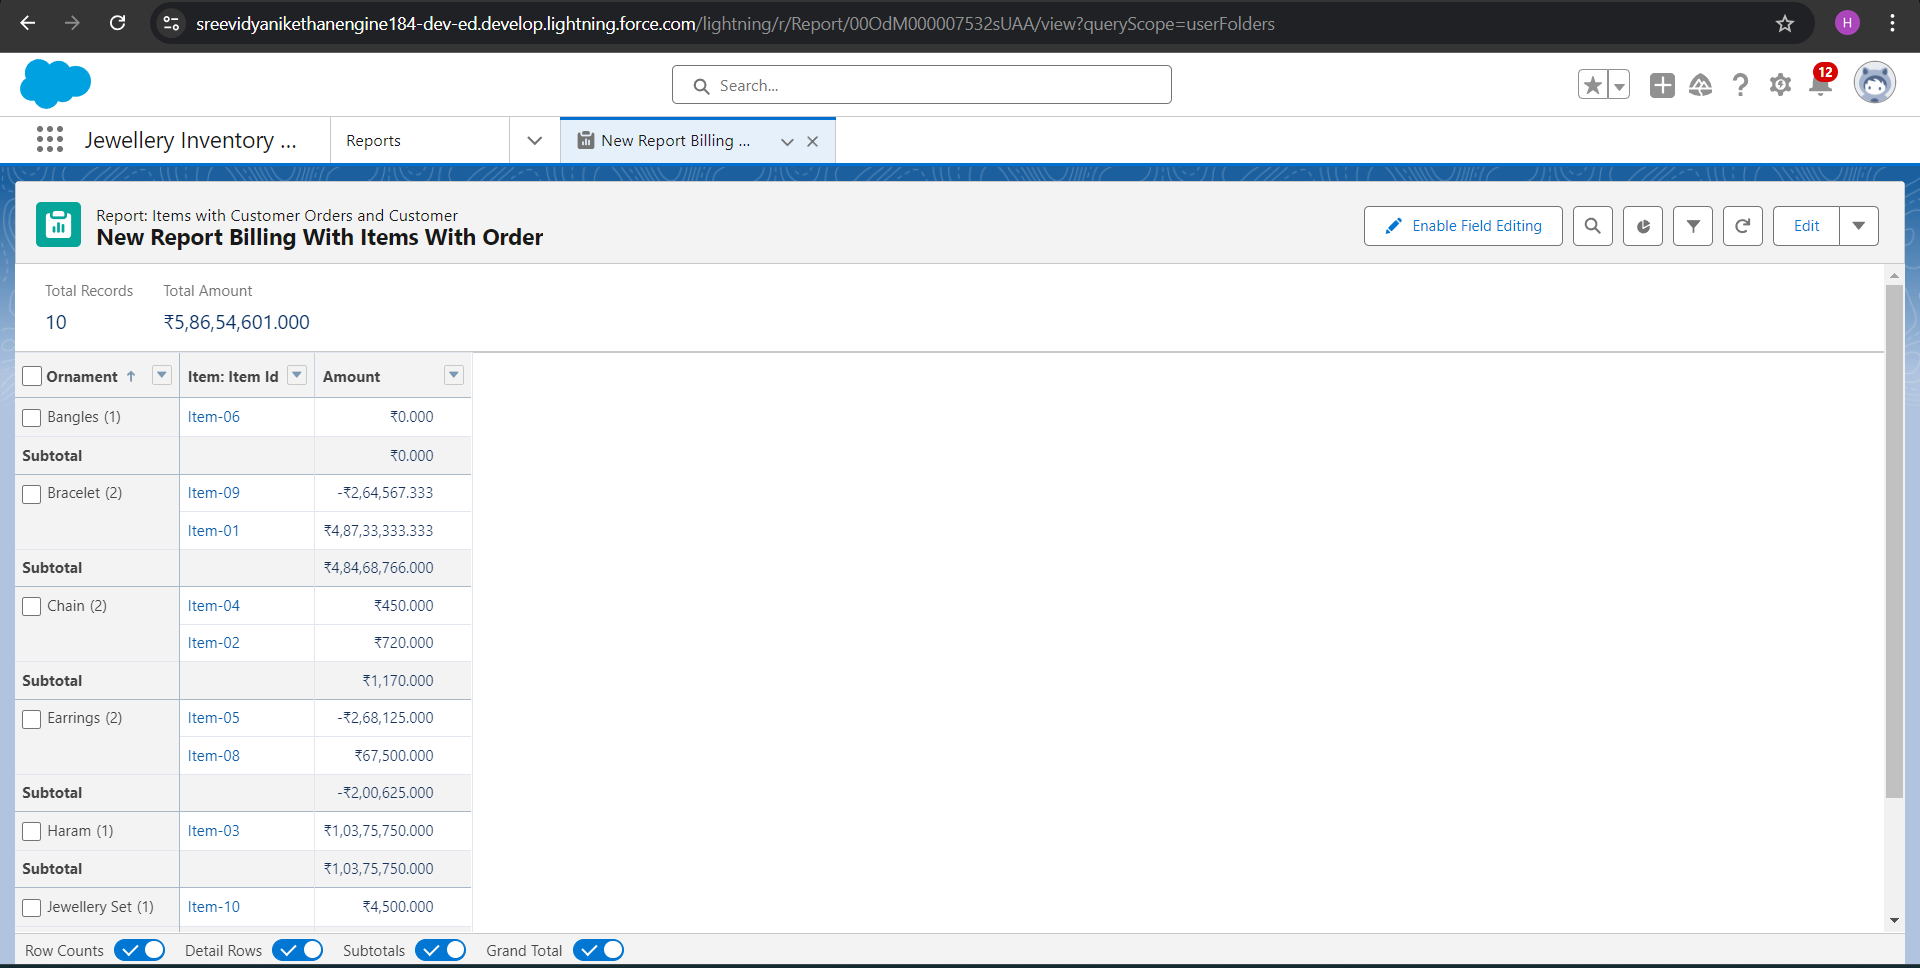 sreevidyanikethanengine184-dev-ed.develop.lightning.force.com/lightning/r/Report/00OdM000007532sUAA/view?queryScope=userFolders
H
Search...
12
Jewellery Inventory ...
Reports
New Report Billing ...
Report: Items with Customer Orders and Customer
New Report Billing With Items With Order
Enable Field Editing
Edit
Total Records Total Amount
10 ₹5,86,54,601.000
Ornament ↑ Item: Item Id Amount
Bangles (1) Item-06 ₹0.000
Subtotal ₹0.000
Bracelet (2) Item-09 -₹2,64,567.333
Item-01 ₹4,87,33,333.333
Subtotal ₹4,84,68,766.000
Chain (2) Item-04 ₹450.000
Item-02 ₹720.000
Subtotal ₹1,170.000
Earrings (2) Item-05 -₹2,68,125.000
Item-08 ₹67,500.000
Subtotal -₹2,00,625.000
Haram (1) Item-03 ₹1,03,75,750.000
Subtotal ₹1,03,75,750.000
Jewellery Set (1) Item-10 ₹4,500.000
Row Counts Detail Rows Subtotals Grand Total